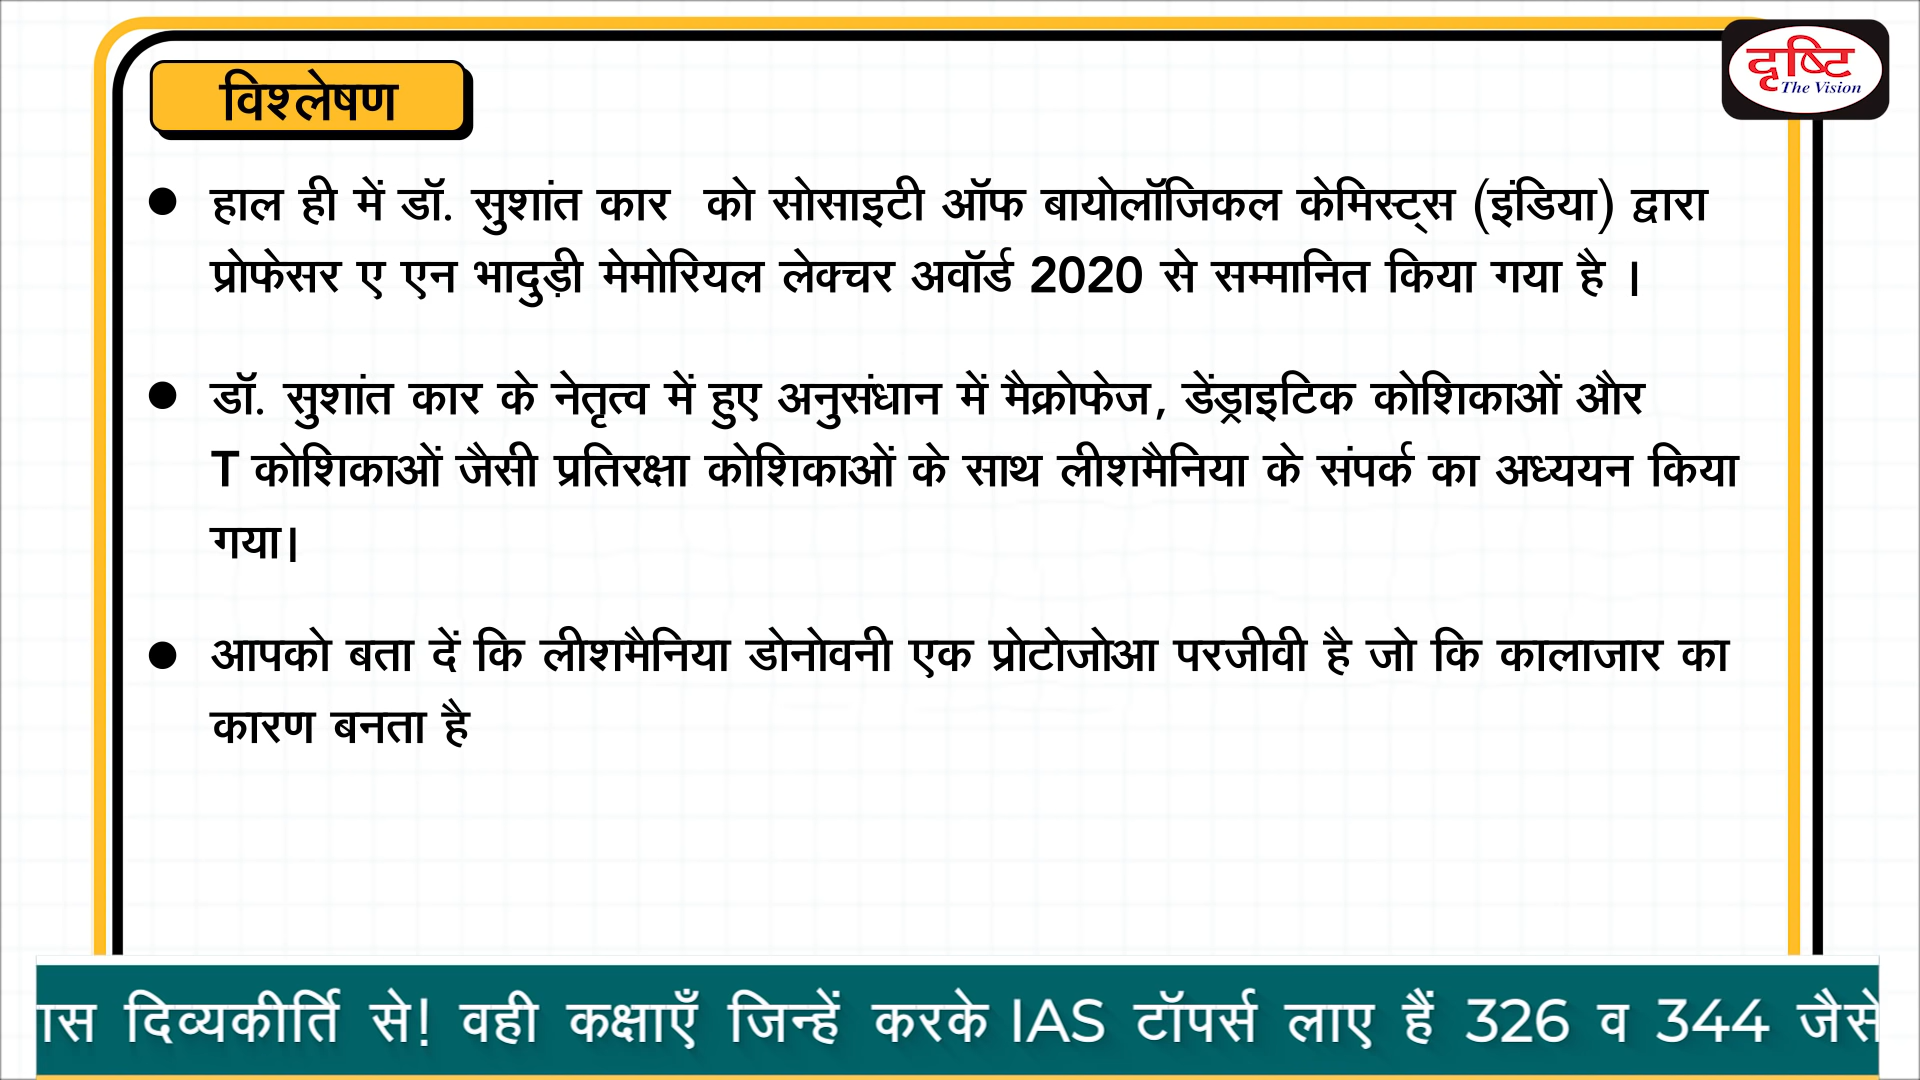 विश्लेषण
दृष्टि
The Vision
● हाल ही में डॉ. सुशांत कार को सोसाइटी ऑफ बायोलॉजिकल केमिस्ट्स (इंडिया) द्वारा
प्रोफेसर ए एन भादुड़ी मेमोरियल लेक्चर अवॉर्ड 2020 से सम्मानित किया गया है ।
● डॉ. सुशांत कार के नेतृत्व में हुए अनुसंधान में मैक्रोफेज, डेंड्राइटिक कोशिकाओं और
T कोशिकाओं जैसी प्रतिरक्षा कोशिकाओं के साथ लीशमैनिया के संपर्क का अध्ययन किया
गया।
● आपको बता दें कि लीशमैनिया डोनोवनी एक प्रोटोजोआ परजीवी है जो कि कालाजार का
कारण बनता है
दिव्यकीर्ति से! वही कक्षाएँ जिन्हें करके IAS टॉपर्स लाए हैं 326 व 344 जैसे